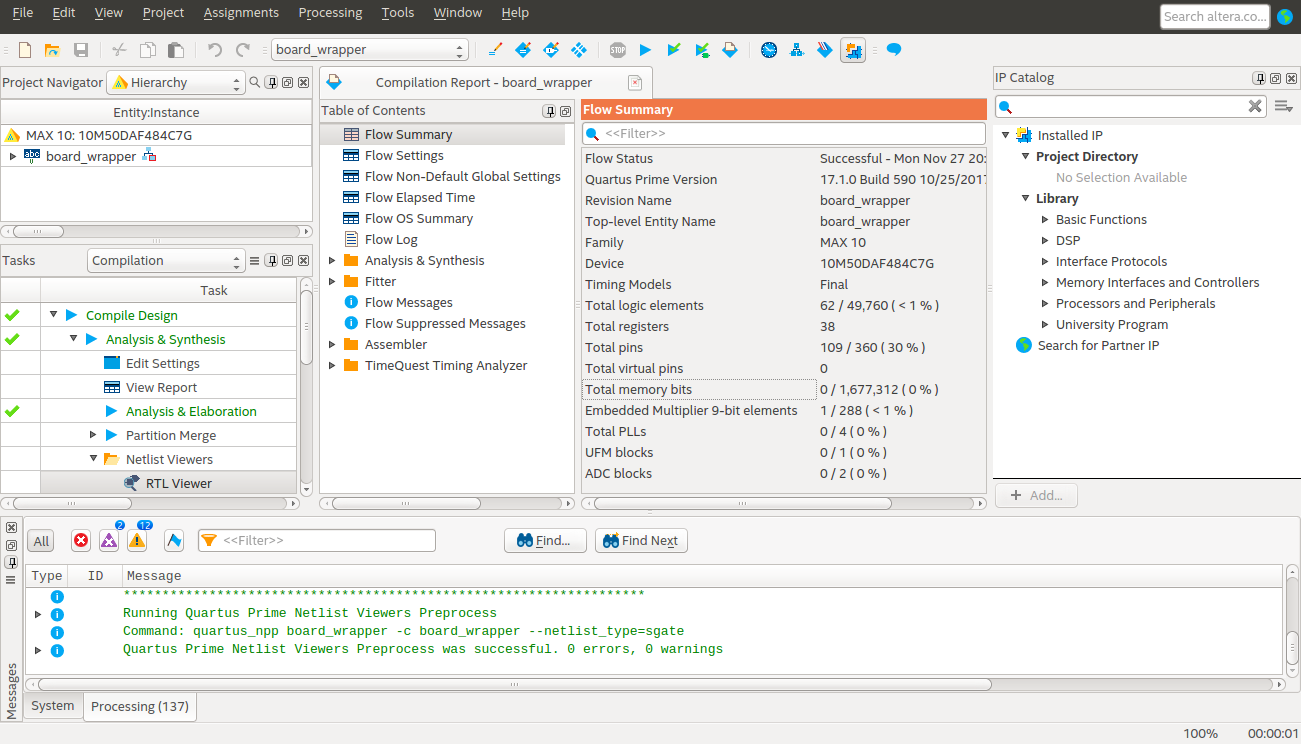 File Edit View Project Assignments Processing Tools Window Help
Search altera.co...
board_wrapper
STOP
Project Navigator Hierarchy
Entity:Instance
MAX 10: 10M50DAF484C7G
abc board_wrapper
Tasks Compilation
Task
Compile Design
Analysis & Synthesis
Edit Settings
View Report
Analysis & Elaboration
Partition Merge
Netlist Viewers
RTL Viewer
Compilation Report - board_wrapper
Table of Contents
Flow Summary
Flow Settings
Flow Non-Default Global Settings
Flow Elapsed Time
Flow OS Summary
Flow Log
Analysis & Synthesis
Fitter
Flow Messages
Flow Suppressed Messages
Assembler
TimeQuest Timing Analyzer
Flow Summary
<<Filter>>
Flow Status Successful - Mon Nov 27 20:
Quartus Prime Version 17.1.0 Build 590 10/25/2017
Revision Name board_wrapper
Top-level Entity Name board_wrapper
Family MAX 10
Device 10M50DAF484C7G
Timing Models Final
Total logic elements 62 / 49,760 ( < 1 % )
Total registers 38
Total pins 109 / 360 ( 30 % )
Total virtual pins 0
Total memory bits 0 / 1,677,312 ( 0 % )
Embedded Multiplier 9-bit elements 1 / 288 ( < 1 % )
Total PLLs 0 / 4 ( 0 % )
UFM blocks 0 / 1 ( 0 % )
ADC blocks 0 / 2 ( 0 % )
IP Catalog
Installed IP
Project Directory
No Selection Available
Library
Basic Functions
DSP
Interface Protocols
Memory Interfaces and Controllers
Processors and Peripherals
University Program
Search for Partner IP
+ Add...
All 2 12 <<Filter>> Find... Find Next
Type ID Message
*******************************************************************
Running Quartus Prime Netlist Viewers Preprocess
Command: quartus_npp board_wrapper -c board_wrapper --netlist_type=sgate
Quartus Prime Netlist Viewers Preprocess was successful. 0 errors, 0 warnings
Messages
System Processing (137)
100% 00:00:01